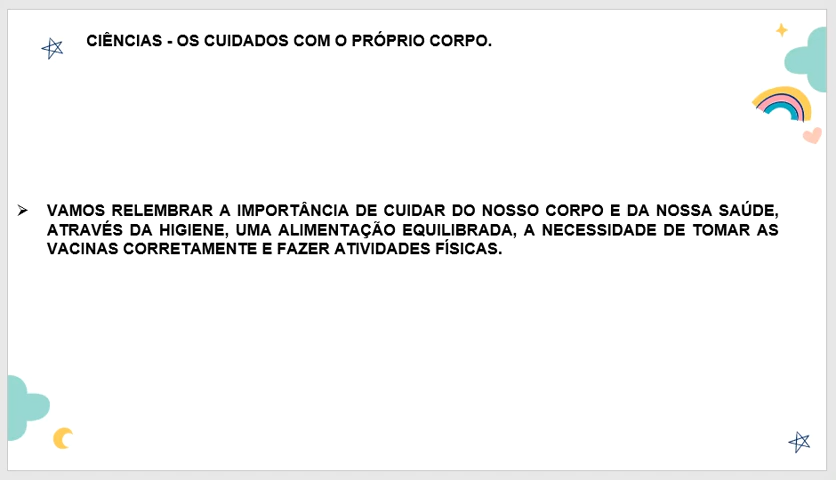 CIÊNCIAS - OS CUIDADOS COM O PRÓPRIO CORPO.
➢ VAMOS RELEMBRAR A IMPORTÂNCIA DE CUIDAR DO NOSSO CORPO E DA NOSSA SAÚDE,
ATRAVÉS DA HIGIENE, UMA ALIMENTAÇÃO EQUILIBRADA, A NECESSIDADE DE TOMAR AS
VACINAS CORRETAMENTE E FAZER ATIVIDADES FÍSICAS.